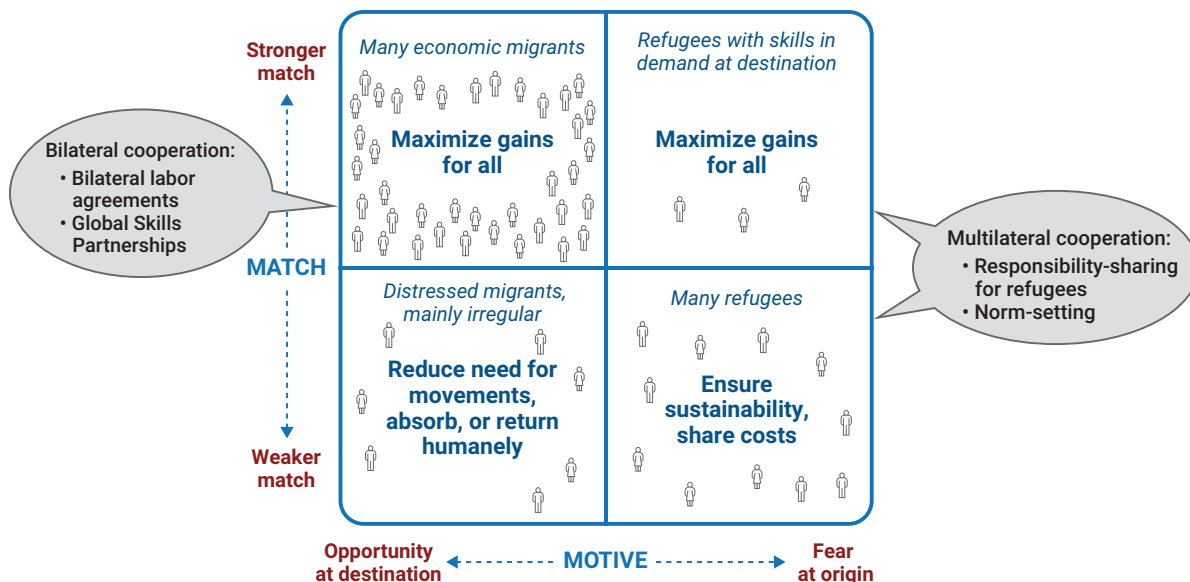 Stronger
match
Many economic migrants
Maximize gains
for all
Refugees with skills in
demand at destination
Maximize gains
for all
Bilateral cooperation:
• Bilateral labor
agreements
• Global Skills
Partnerships
MATCH
Multilateral cooperation:
• Responsibility-sharing
for refugees
• Norm-setting
Distressed migrants,
mainly irregular
Reduce need for
movements,
absorb, or return
humanely
Many refugees
Ensure
sustainability,
share costs
Weaker
match
Opportunity
at destination
MOTIVE
Fear
at origin